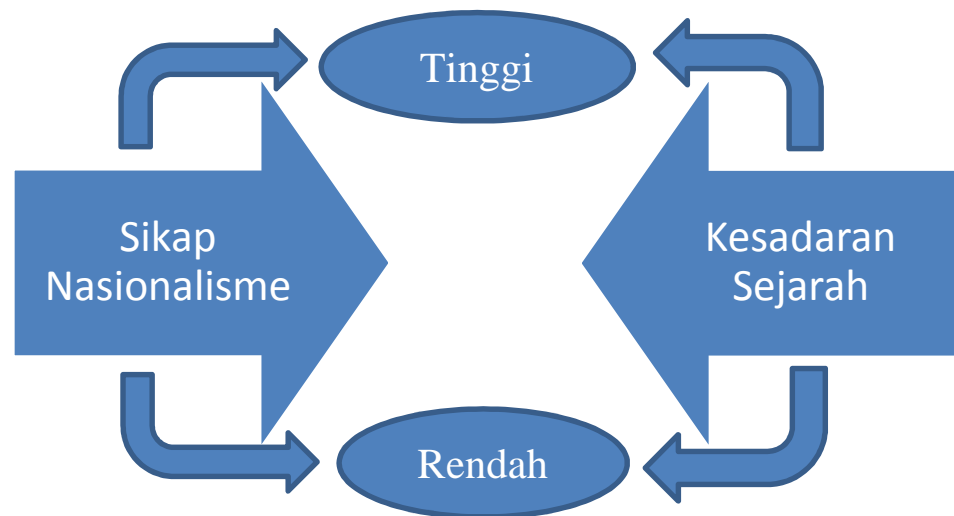 Tinggi
Sikap
Nasionalisme
Kesadaran
Sejarah
Rendah